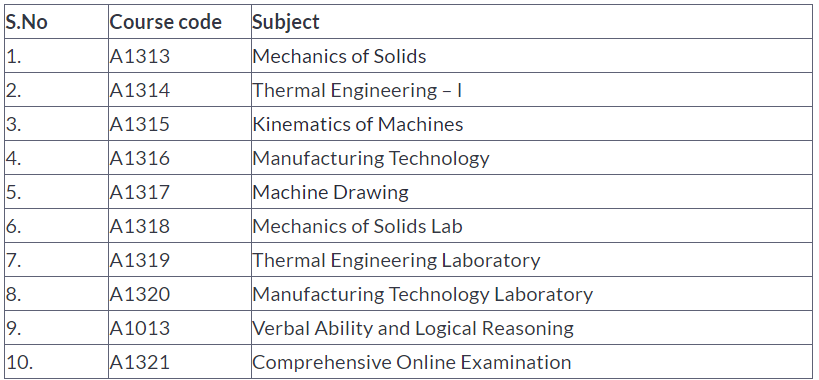 S.No Course code Subject
1. A1313 Mechanics of Solids
2. A1314 Thermal Engineering – I
3. A1315 Kinematics of Machines
4. A1316 Manufacturing Technology
5. A1317 Machine Drawing
6. A1318 Mechanics of Solids Lab
7. A1319 Thermal Engineering Laboratory
8. A1320 Manufacturing Technology Laboratory
9. A1013 Verbal Ability and Logical Reasoning
10. A1321 Comprehensive Online Examination